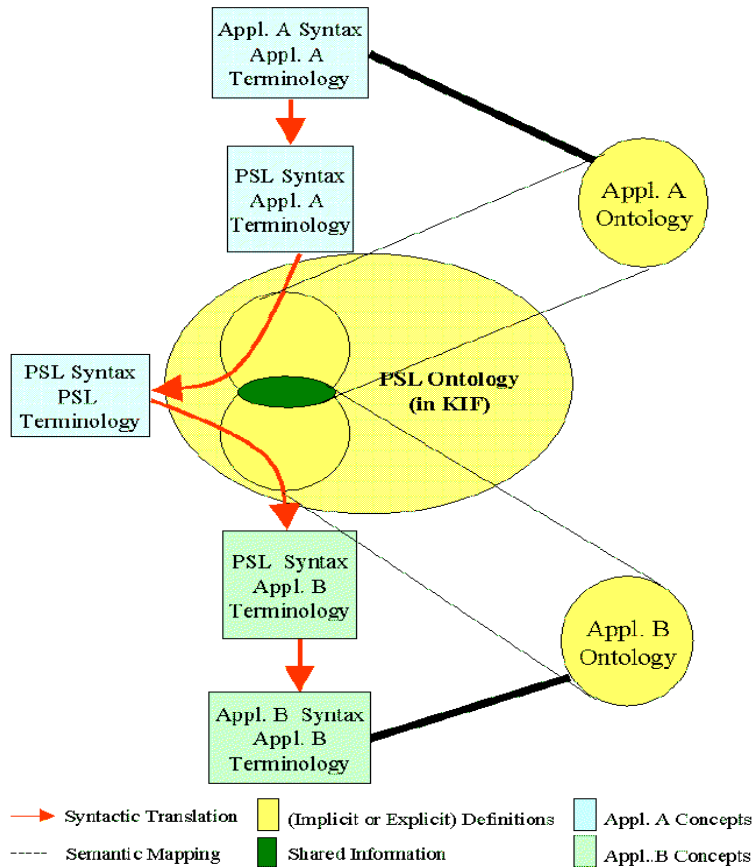 Appl. A Syntax
Appl. A
Terminology
PSL Syntax
Appl. A
Terminology
Appl. A
Ontology
PSL Syntax
PSL
Terminology
PSL Ontology
(in KIF)
PSL Syntax
Appl. B
Terminology
Appl. B
Ontology
Appl. B Syntax
Appl. B
Terminology
Syntactic Translation
(Implicit or Explicit) Definitions
Appl. A Concepts
Semantic Mapping
Shared Information
Appl..B Concepts